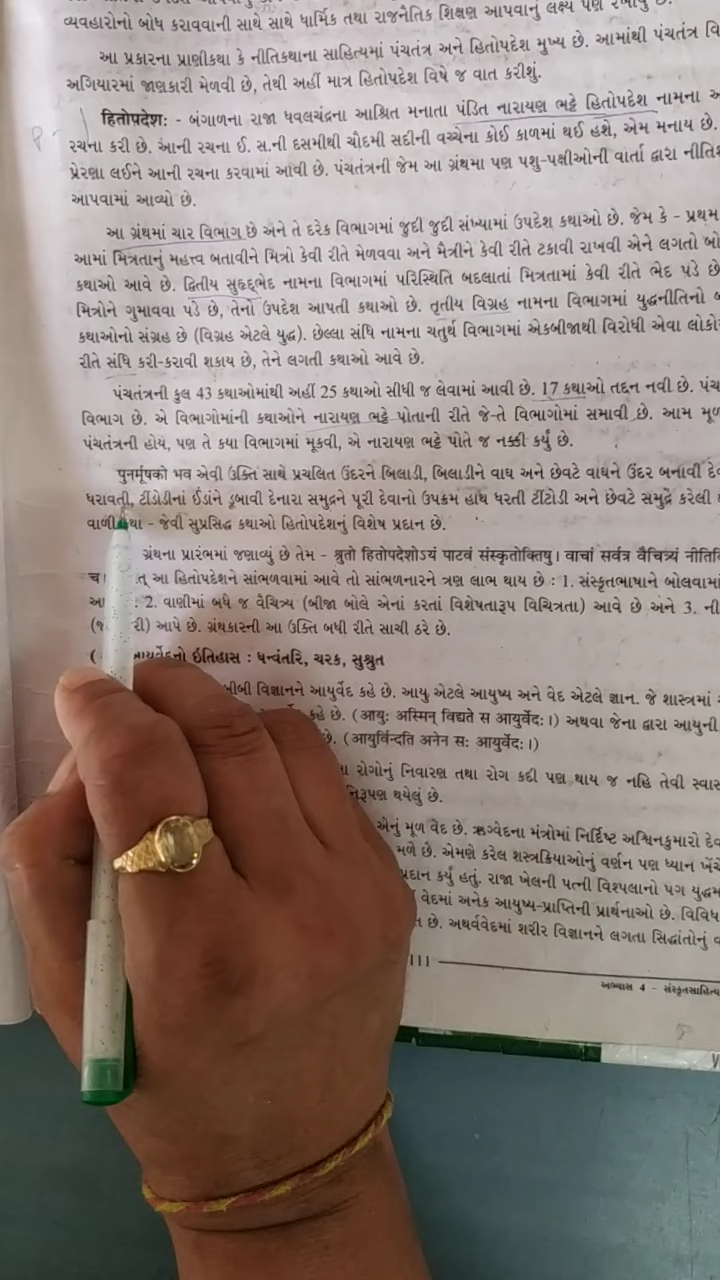 વ્યવહારોનો બોધ કરાવવાની સાથે સાથે ધાર્મિક તથા રાજનૈતિક શિક્ષણ આપવાનું લક્ષ્ય પણ
આ પ્રકારના પ્રાણીકથા કે નીતિકથાના સાહિત્યમાં પંચતંત્ર અને હિતોપદેશ મુખ્ય છે. આમાંથી પંચતંત્ર વિ
અગિયારમાં જાણકારી મેળવી છે, તેથી અહીં માત્ર હિતોપદેશ વિષે જ વાત કરીશું.
હિતોપદેશઃ - બંગાળના રાજા ધવલચંદ્રના આશ્રિત મનાતા પંડિત નારાયણ ભટ્ટે હિતોપદેશ નામના
રચના કરી છે. આની રચના ઈ. સ.ની દસમીથી ચૌદમી સદીની વચ્ચેના કોઈ કાળમાં થઈ હશે, એમ મનાય છે.
પ્રેરણા લઈને આની રચના કરવામાં આવી છે. પંચતંત્રની જેમ આ ગ્રંથમા પણ પશુ-પક્ષીઓની વાર્તા દ્વારા નીતિ
આપવામાં આવ્યો છે.
આ ગ્રંથમાં ચાર વિભાગ છે અને તે દરેક વિભાગમાં જુદી જુદી સંખ્યામાં ઉપદેશ કથાઓ છે. જેમ કે - પ્રથમ
આમાં મિત્રતાનું મહત્ત્વ બતાવીને મિત્રો કેવી રીતે મેળવવા અને મૈત્રીને કેવી રીતે ટકાવી રાખવી એને લગતો બો
કથાઓ આવે છે. દ્વિતીય સુહૃદ્ભેદ નામના વિભાગમાં પરિસ્થિતિ બદલાતાં મિત્રતામાં કેવી રીતે ભેદ પડે છે
મિત્રોને ગુમાવવા પડે છે, તેનો ઉપદેશ આપતી કથાઓ છે. તૃતીય વિગ્રહ નામના વિભાગમાં યુદ્ધનીતિનો બ
કથાઓનો સંગ્રહ છે (વિગ્રહ એટલે યુદ્ધ). છેલ્લા સંધિ નામના ચતુર્થ વિભાગમાં એકબીજાથી વિરોધી એવા લોકો
રીતે સંધિ કરી-કરાવી શકાય છે, તેને લગતી કથાઓ આવે છે.
પંચતંત્રની કુલ 43 કથાઓમાંથી અહીં 25 કથાઓ સીધી જ લેવામાં આવી છે. 17 કથાઓ તદ્દન નવી છે. પંચ
વિભાગ છે. એ વિભાગોમાંની કથાઓને નારાયણ ભટ્ટે પોતાની રીતે જે-તે વિભાગોમાં સમાવી છે. આમ મૂળ
પંચતંત્રની હોય, પણ તે કયા વિભાગમાં મૂકવી, એ નારાયણ ભટ્ટે પોતે જ નક્કી કર્યું છે.
पुनर्मूषको भव એવી ઉક્તિ સાથે પ્રચલિત ઉંદરને બિલાડી, બિલાડીને વાઘ અને છેવટે વાઘને ઉંદર બનાવી દે
ધરાવતી, ટીંડોડીનાં ઈંડાંને ડૂબાવી દેનારા સમુદ્રને પૂરી દેવાનો ઉપક્રમ હાથ ધરતી ટીંટોડી અને છેવટે સમુદ્રે કરેલી
વાળી કથા - જેવી સુપ્રસિદ્ધ કથાઓ હિતોપદેશનું વિશેષ પ્રદાન છે.
ગ્રંથના પ્રારંભમાં જણાવ્યું છે તેમ - श्रुतो हितोपदेशोऽयं पाटवं संस्कृतोक्तिषु । वाचां सर्वत्र वैचित्र्यं नीतिवि
च આ હિતોપદેશને સાંભળવામાં આવે તો સાંભળનારને ત્રણ લાભ થાય છે : 1. સંસ્કૃતભાષાને બોલવામાં
આ : 2. વાણીમાં બધે જ વૈચિત્ર્ય (બીજા બોલે એનાં કરતાં વિશેષતારૂપ વિચિત્રતા) આવે છે અને 3. ની
રી) આપે છે. ગ્રંથકારની આ ઉક્તિ બધી રીતે સાચી ઠરે છે.
આયુર્વેદનો ઇતિહાસ : ધન્વંતરિ, ચરક, સુશ્રુત
વિજ્ઞાનને આયુર્વેદ કહે છે. આયુ એટલે આયુષ્ય અને વેદ એટલે જ્ઞાન. જે શાસ્ત્રમાં
કહે છે. (आयुः अस्मिन् विद्यते स आयुर्वेदः ।) અથવા જેના દ્વારા આયુની
છે. (आयुर्विन्दति अनेन सः आयुर्वेदः ।)
રોગોનું નિવારણ તથા રોગ કદી પણ થાય જ નહિ તેવી સ્વાસ
નિરૂપણ થયેલું છે.
એનું મૂળ વેદ છે. ઋગ્વેદના મંત્રોમાં નિર્દિષ્ટ અશ્વિનકુમારો દે
મળે છે. એમણે કરેલ શસ્ત્રક્રિયાઓનું વર્ણન પણ ધ્યાન ખેંચે
પ્રદાન કર્યું હતું. રાજા ખેલની પત્ની વિશ્પલાનો પગ યુદ્ધમ
વેદમાં અનેક આયુષ્ય-પ્રાપ્તિની પ્રાર્થનાઓ છે. વિવિધ
છે. અથર્વવેદમાં શરીર વિજ્ઞાનને લગતા સિદ્ધાંતોનું
111
અભ્યાસ 4 - સંસ્કૃતસાહિત્ય